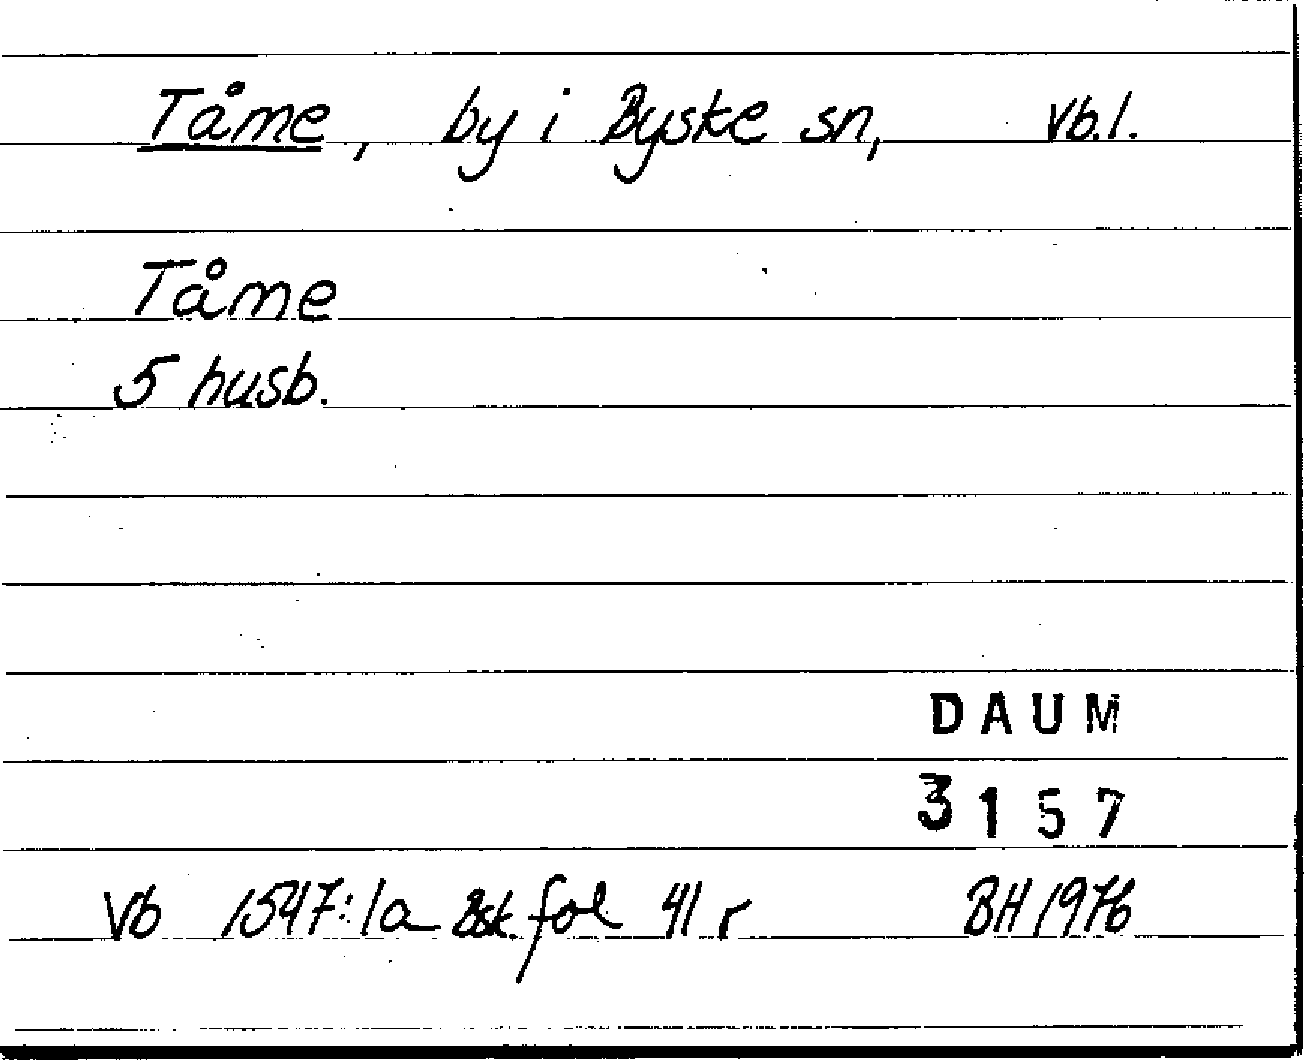 Tåme, by i Byske sn, Vb.l.
Tåme
5 husb.
DAUM
3157
Vb 1547:1a Bsk. fol 41 r BH 1976